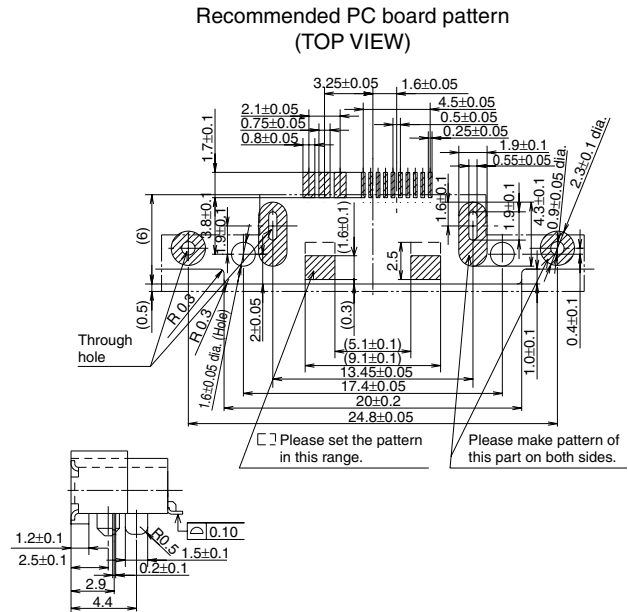 Recommended PC board pattern
(TOP VIEW)
3.25±0.05
1.6±0.05
2.1±0.05
4.5±0.05
0.75±0.05
0.5±0.05
0.8±0.05
0.25±0.05
1.7±0.1
1.9±0.1
0.55±0.05
2.3±0.1 dia.
0.9±0.05 dia.
4.3±0.1
1.9±0.1
1.6±0.1
(6)
3.8±0.1
1.9±0.1
(1.6±0.1)
2.5
(0.5)
R 0.3
R 0.3
1.6±0.05 dia. (Hole)
2±0.05
(0.3)
1.0±0.1
0.4±0.1
Through
hole
(5.1±0.1)
(9.1±0.1)
13.45±0.05
17.4±0.05
20±0.2
24.8±0.05
Please set the pattern
in this range.
Please make pattern of
this part on both sides.
0.10
R0.5
1.2±0.1
1.5±0.1
2.5±0.1
0.2±0.1
2.9
4.4